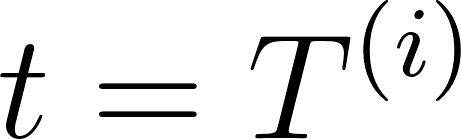 t = T^{(i)}